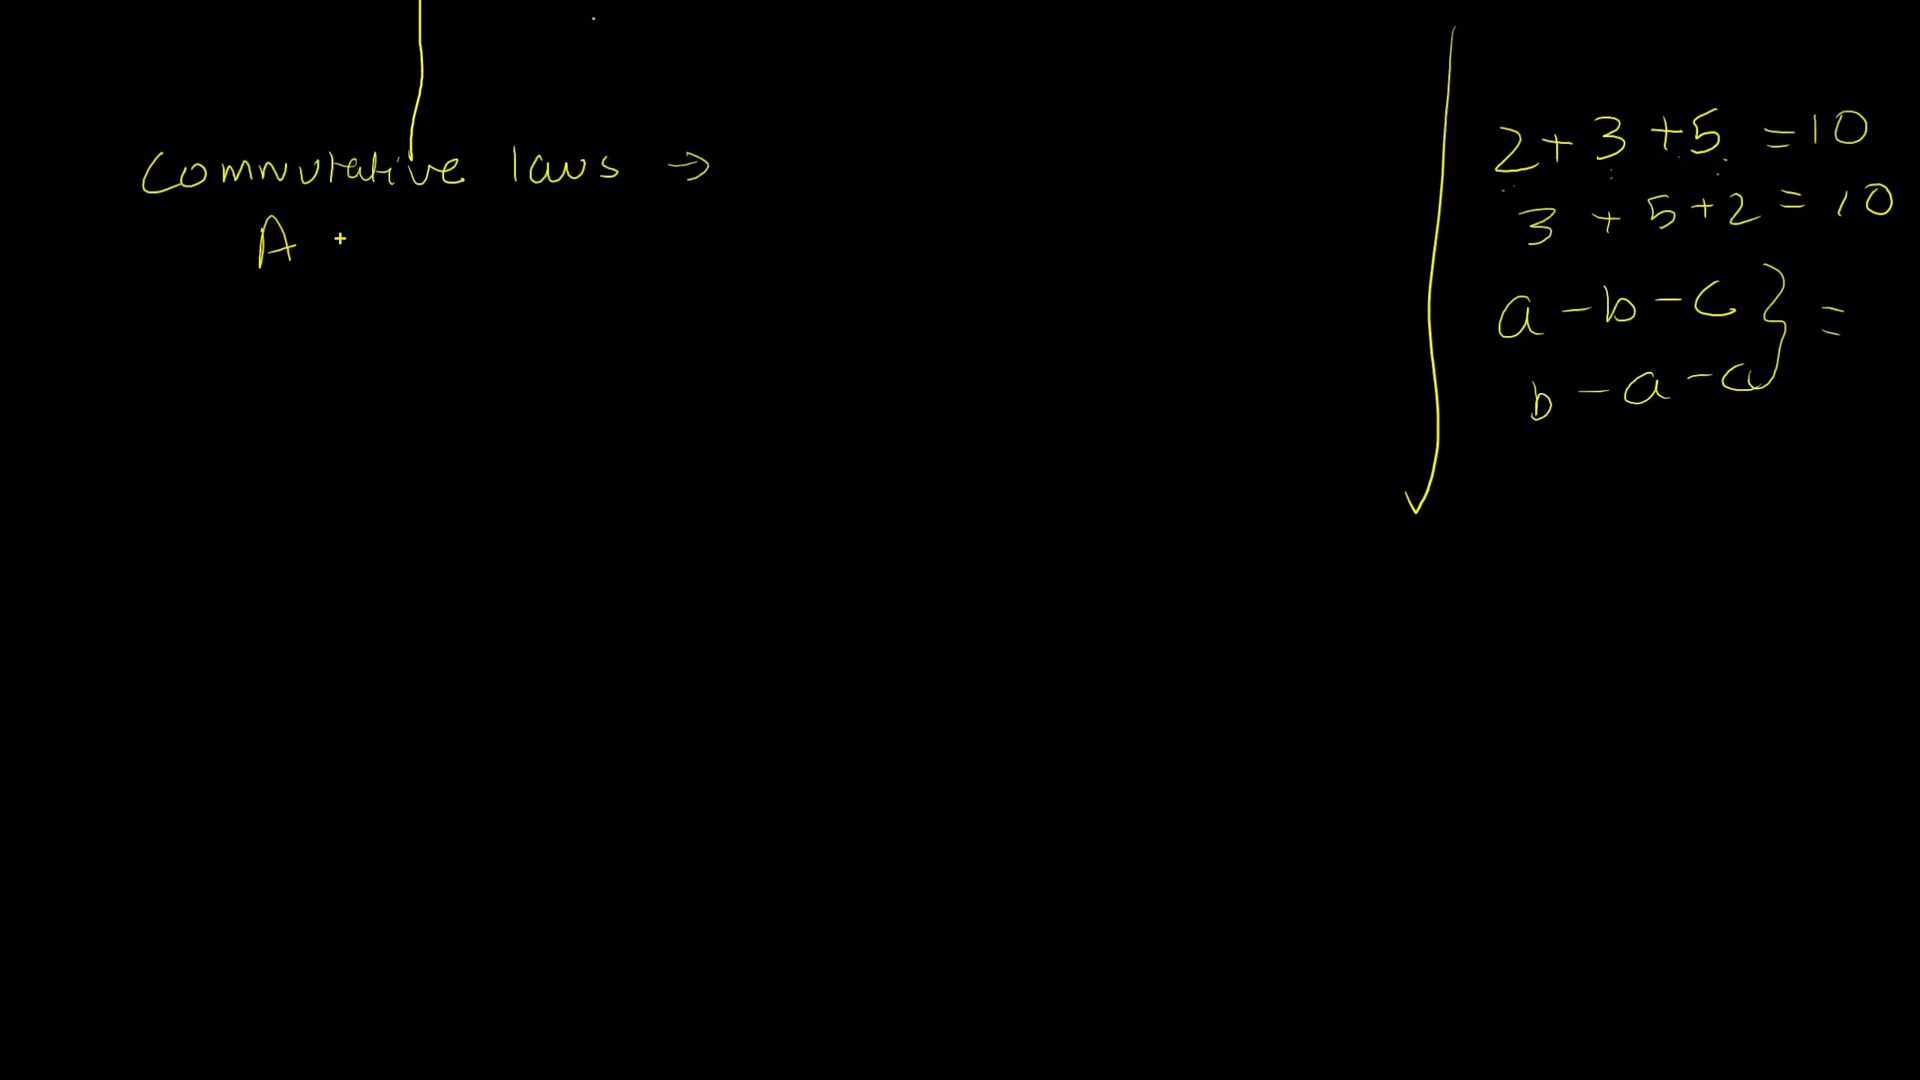 Commutative laws →
A +
2 + 3 + 5 = 10
3 + 5 + 2 = 10
a - b - c } =
b - a - c